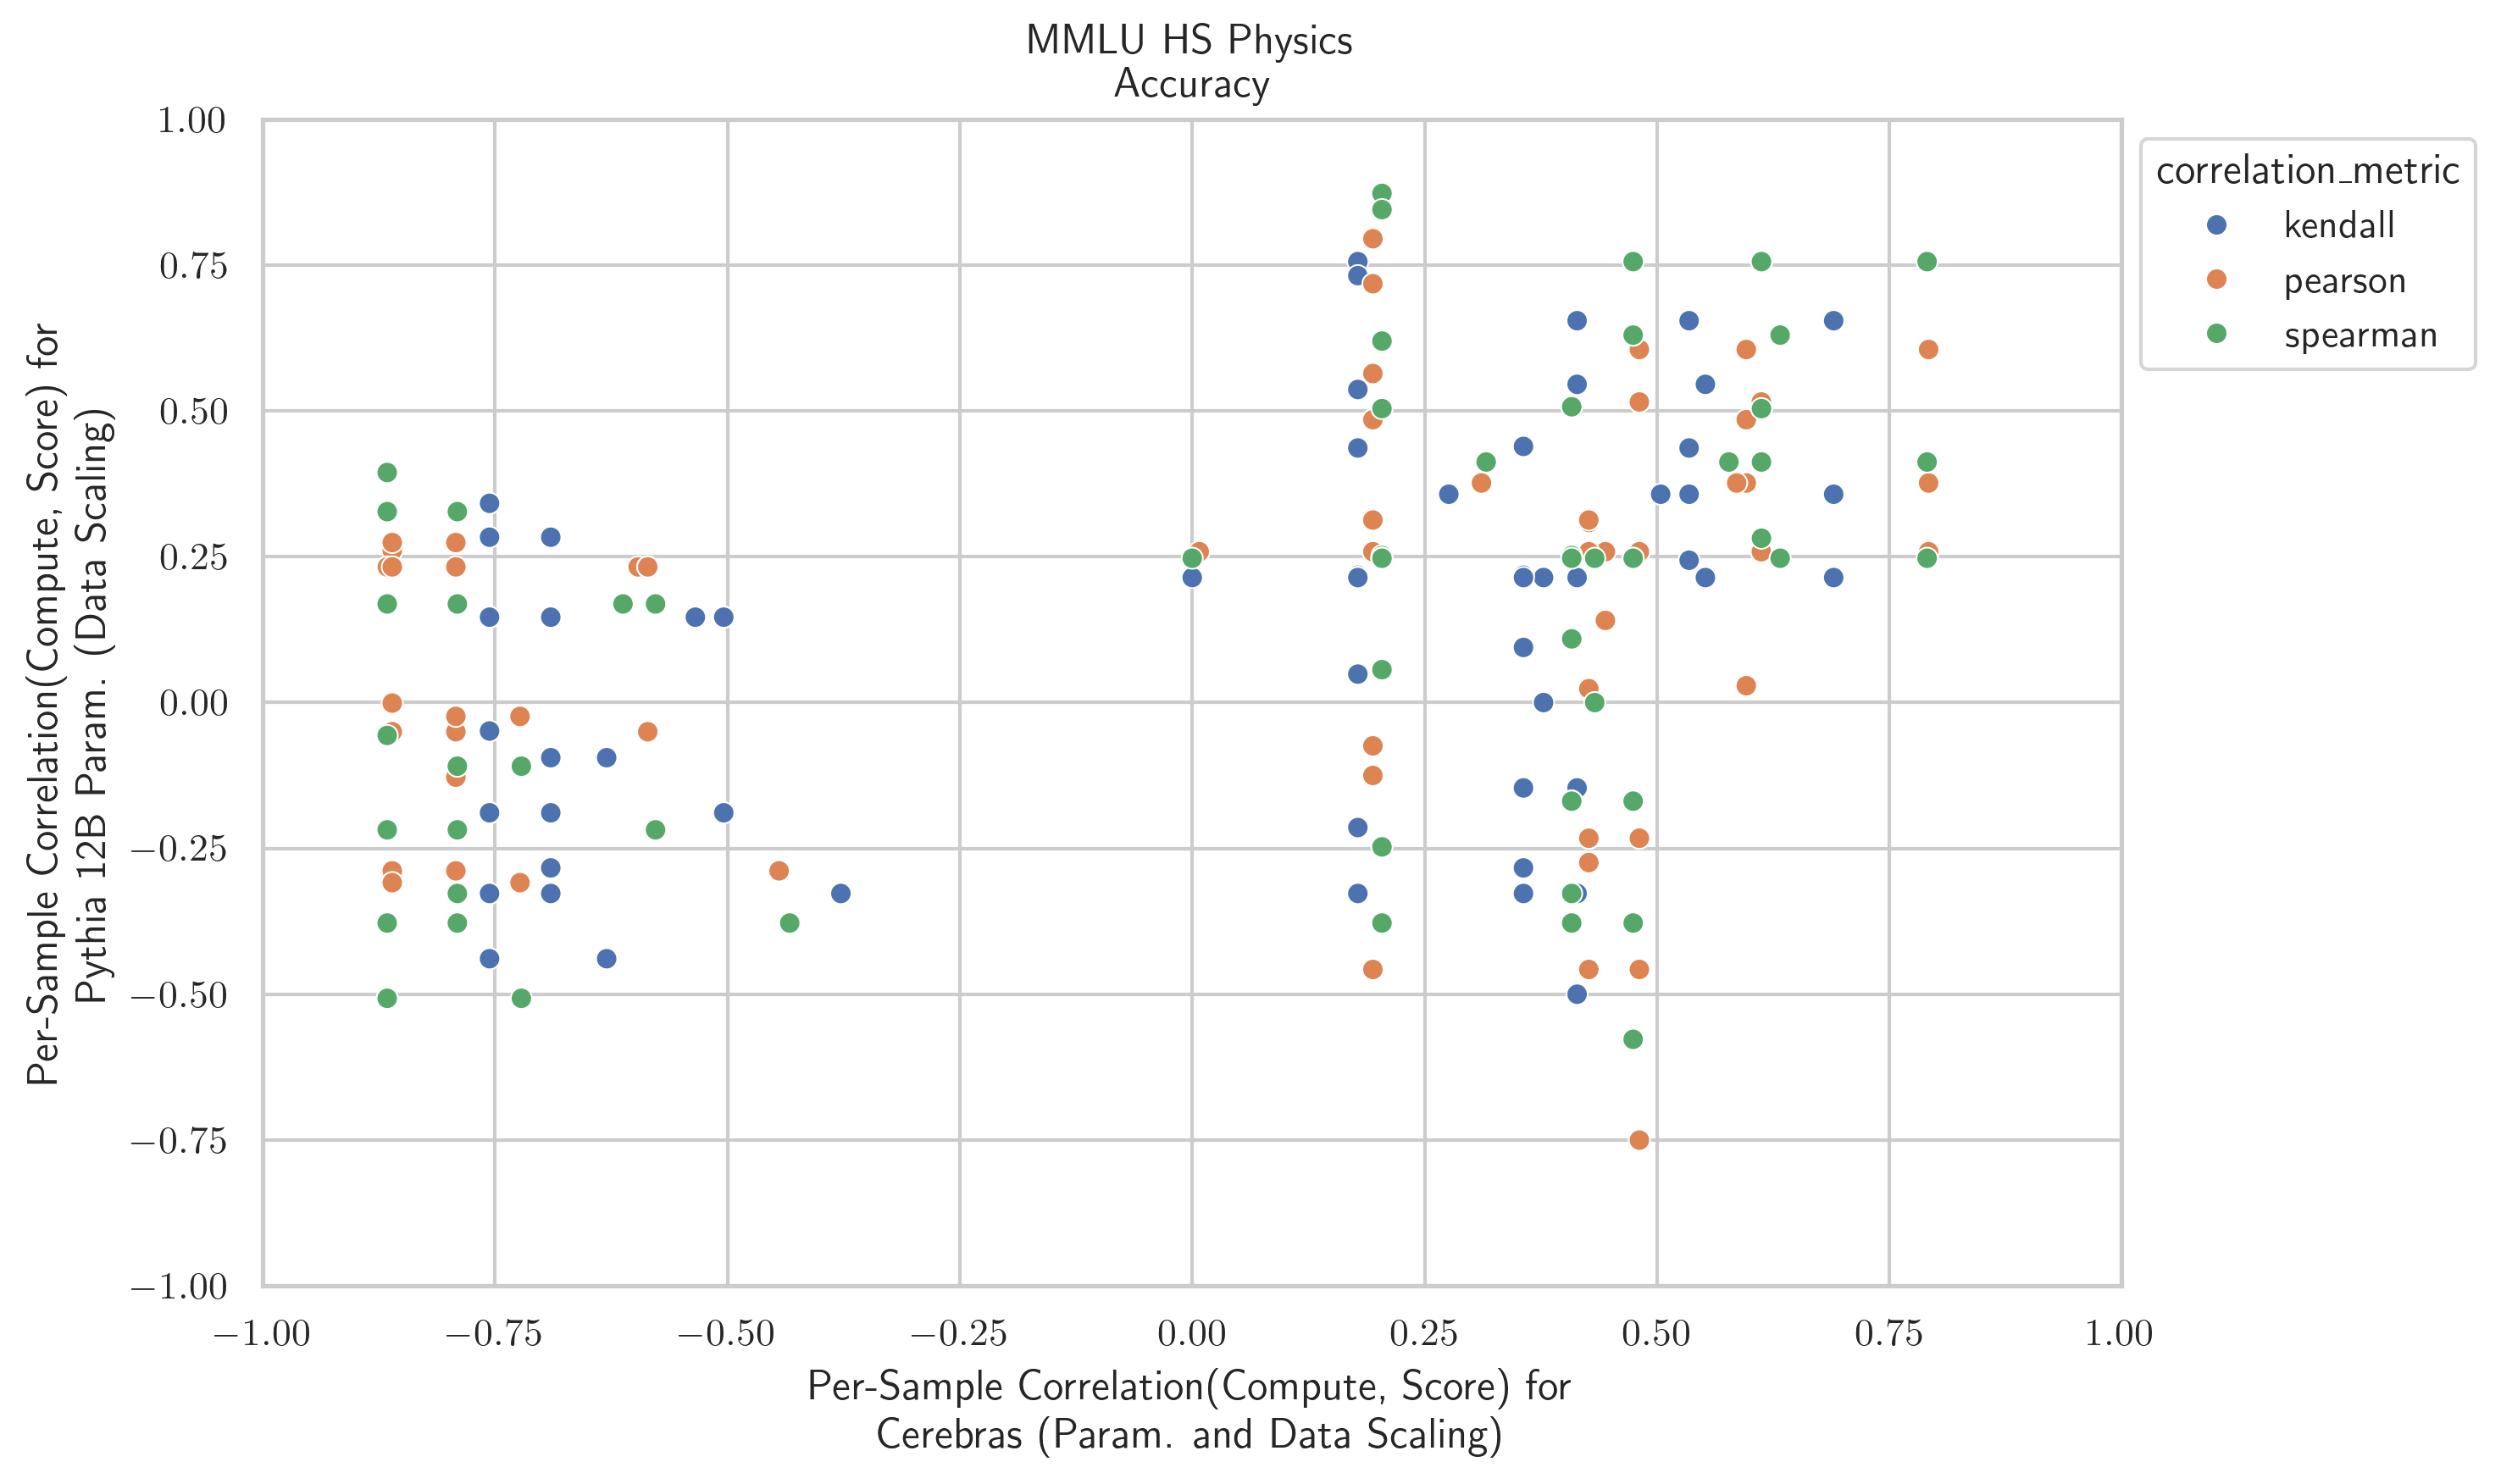 MMLU HS Physics
Accuracy
1.00
0.75
0.50
0.25
0.00
−0.25
−0.50
−0.75
−1.00
Per-Sample Correlation(Compute, Score) for
Pythia 12B Param. (Data Scaling)
correlation_metric
kendall
pearson
spearman
−1.00 −0.75 −0.50 −0.25 0.00 0.25 0.50 0.75 1.00
Per-Sample Correlation(Compute, Score) for
Cerebras (Param. and Data Scaling)